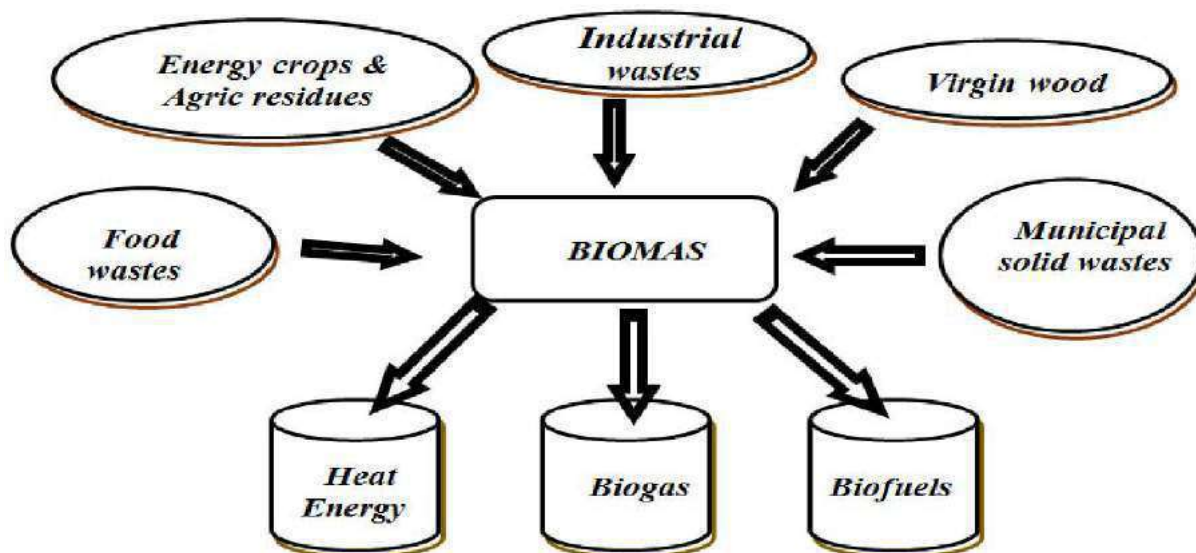 Energy crops &
Agric residues
Industrial
wastes
Virgin wood
Food
wastes
BIOMAS
Municipal
solid wastes
Heat
Energy
Biogas
Biofuels